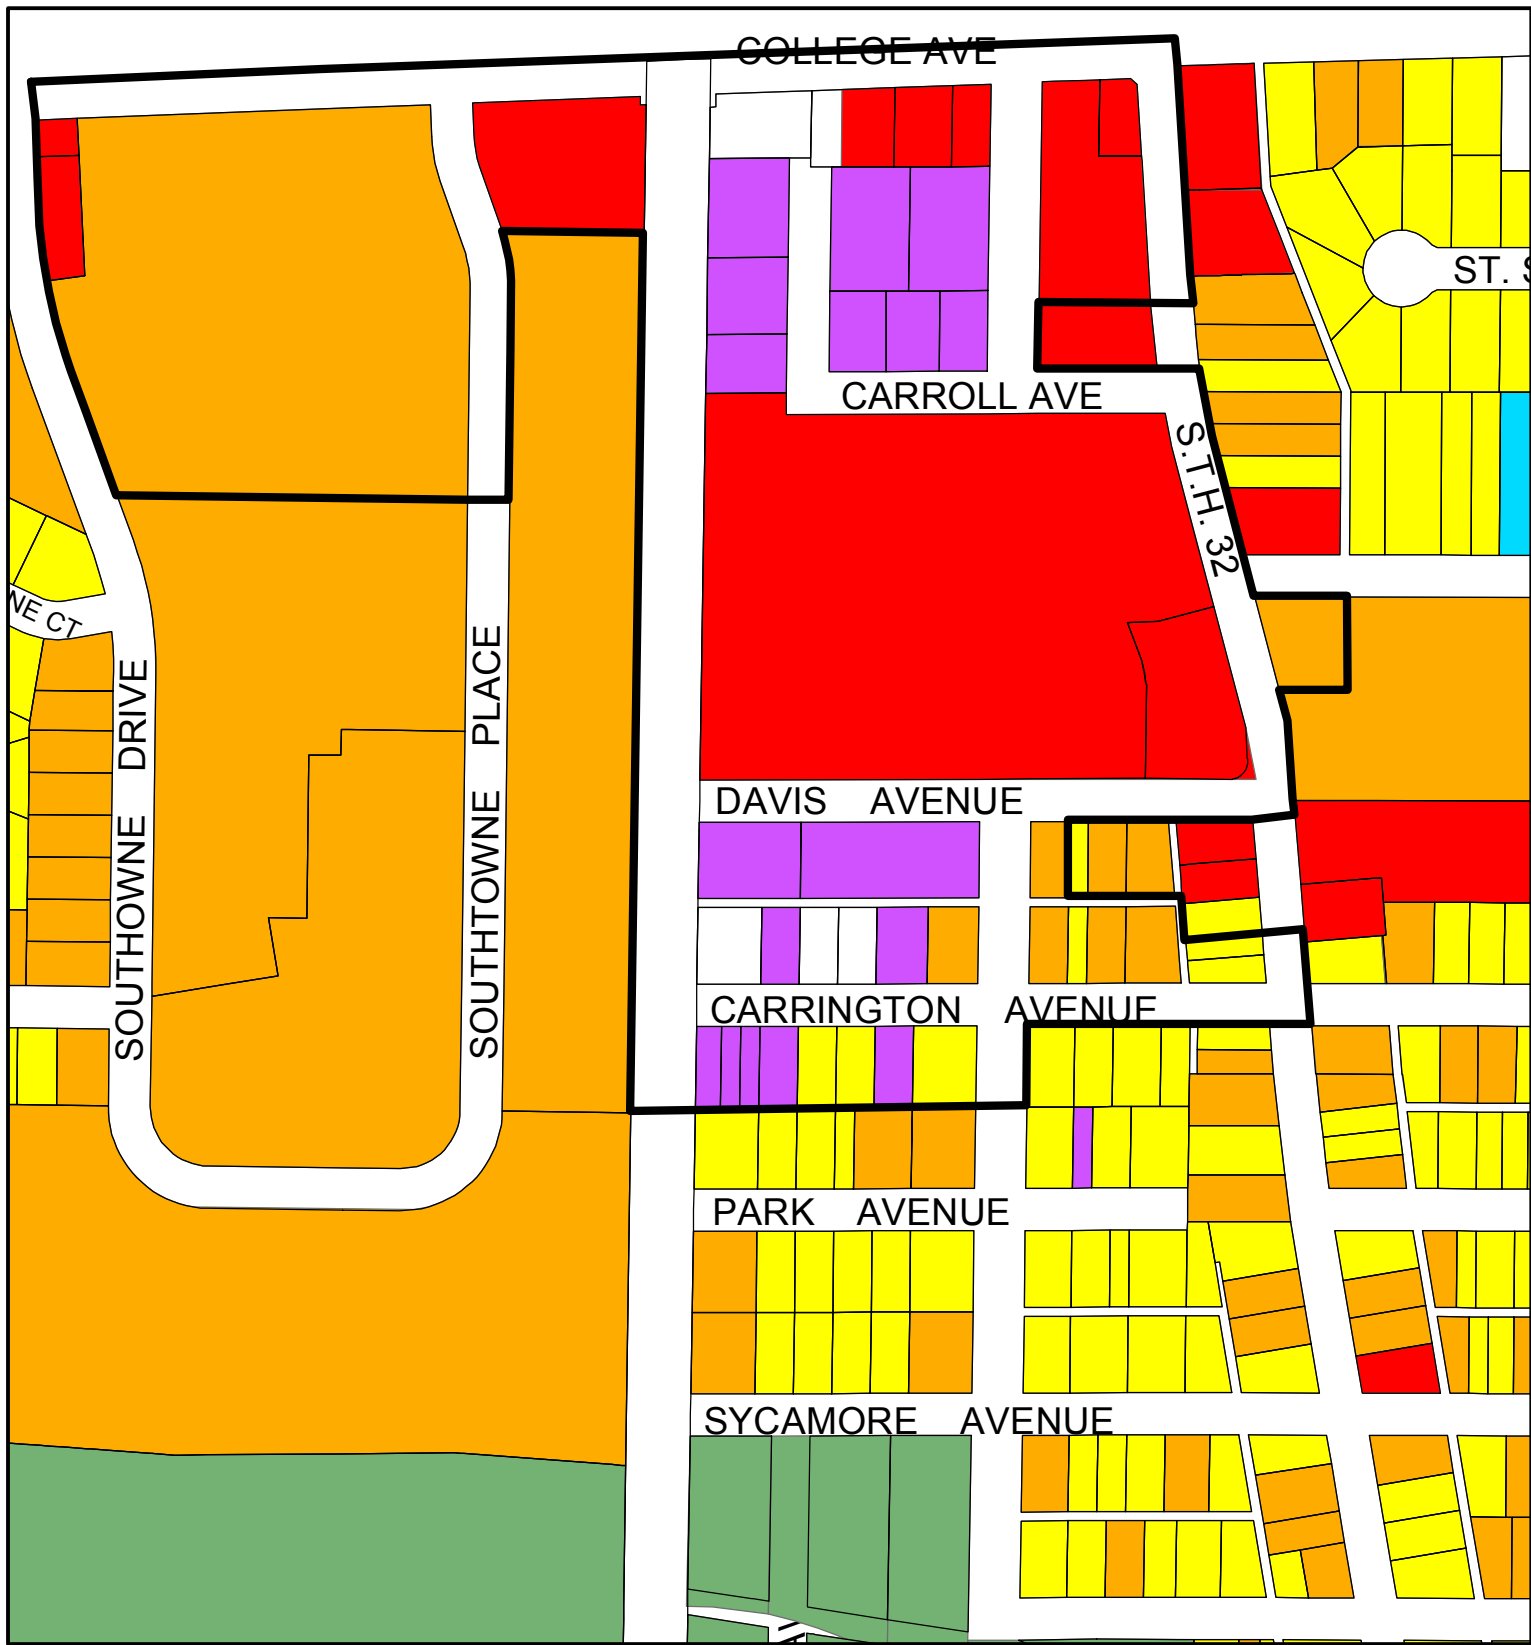 COLLEGE AVE
ST. S
CARROLL AVE
S.T.H. 32
NE CT
SOUTHOWNE DRIVE
SOUTHTOWNE PLACE
DAVIS AVENUE
CARRINGTON AVENUE
PARK AVENUE
SYCAMORE AVENUE